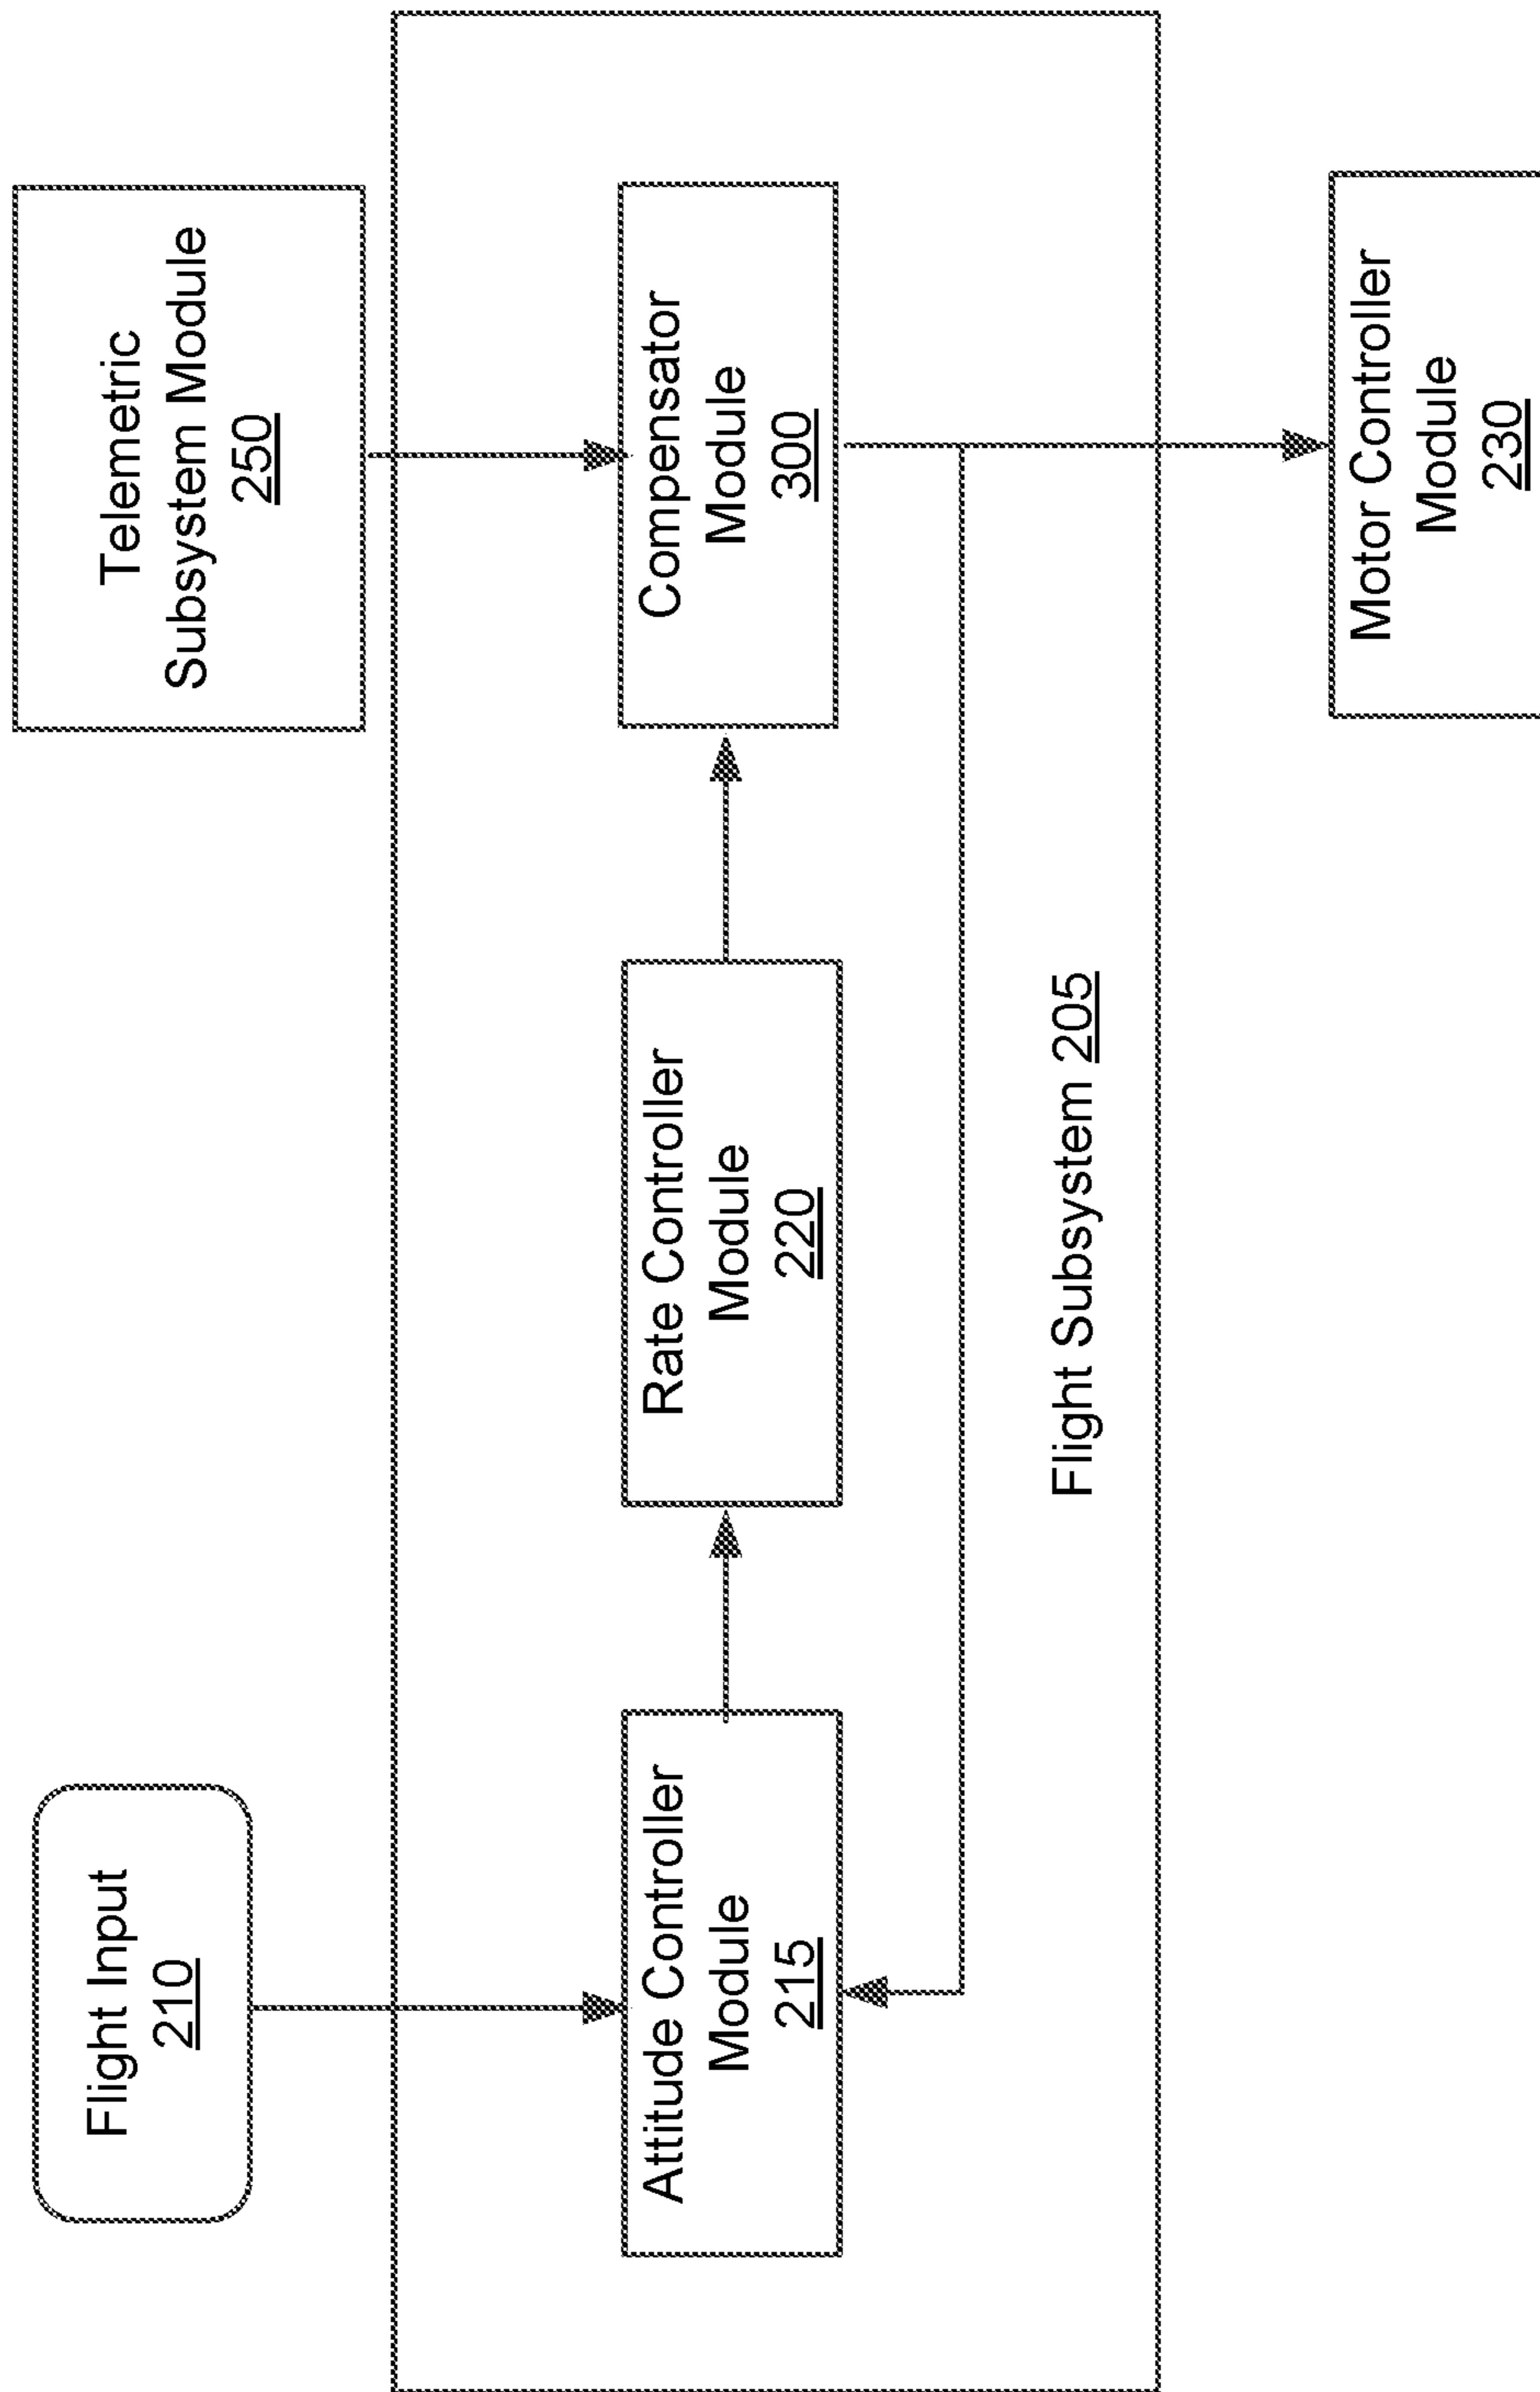 Flight Input
210
Telemetric
Subsystem Module
250
Attitude Controller
Module
215
Rate Controller
Module
220
Compensator
Module
300
Flight Subsystem 205
Motor Controller
Module
230